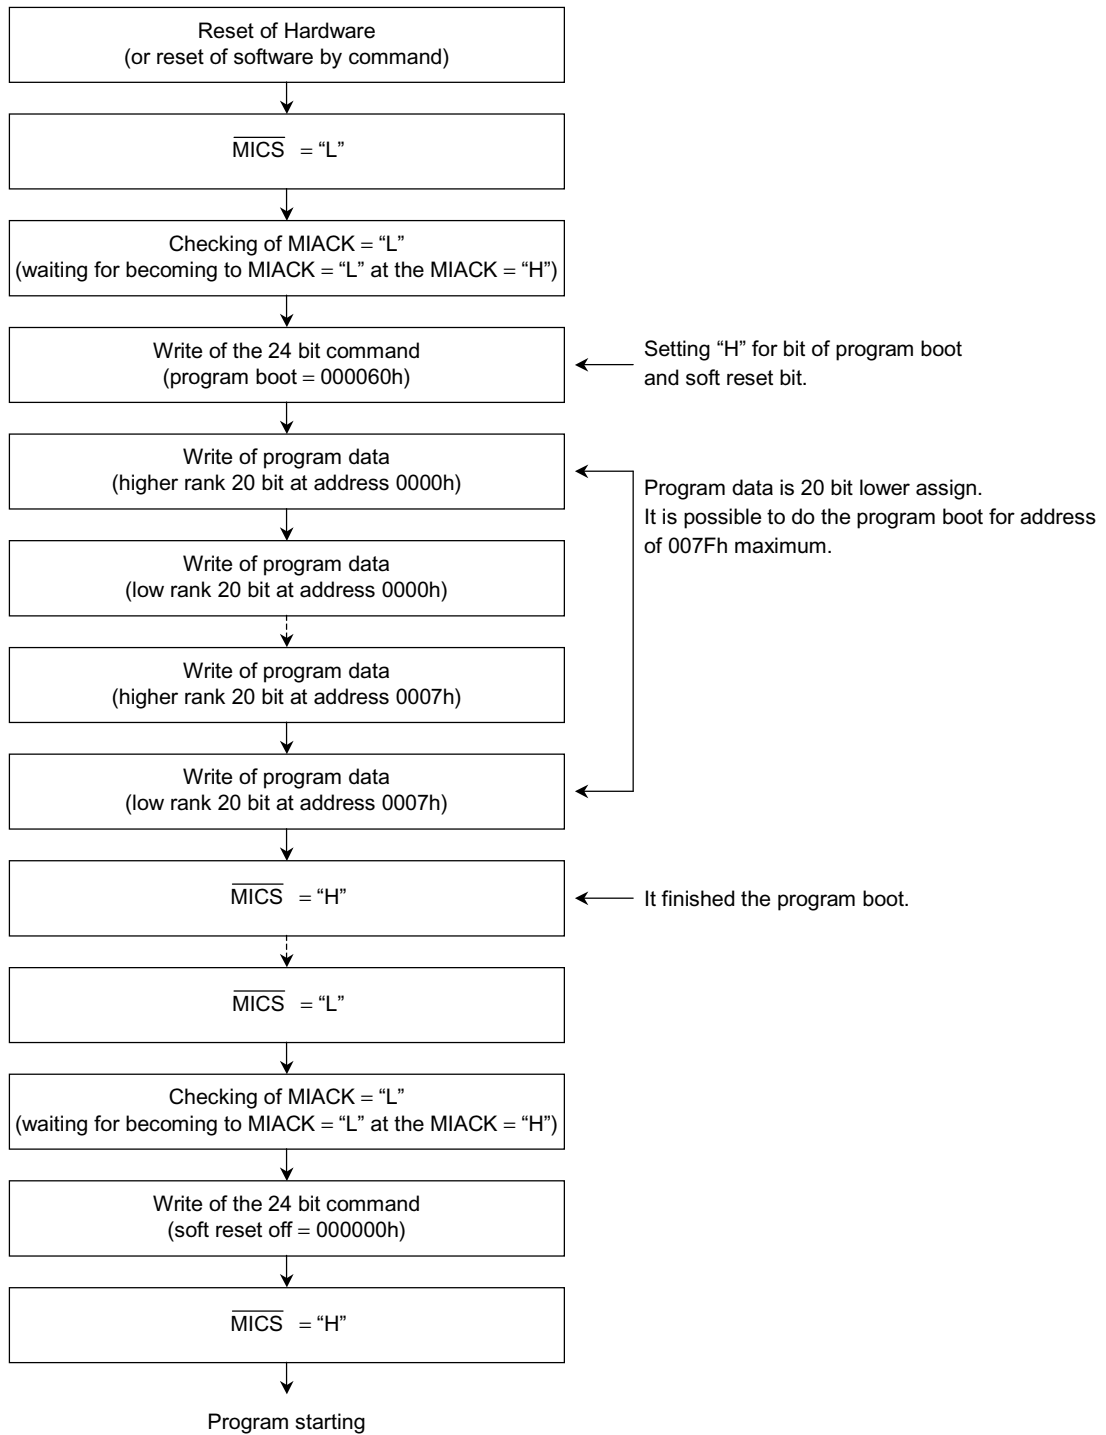 Reset of Hardware
(or reset of software by command)
MICS = “L”
Checking of MIACK = “L”
(waiting for becoming to MIACK = “L” at the MIACK = “H”)
Write of the 24 bit command
(program boot = 000060h)
Setting “H” for bit of program boot
and soft reset bit.
Write of program data
(higher rank 20 bit at address 0000h)
Program data is 20 bit lower assign.
It is possible to do the program boot for address
of 007Fh maximum.
Write of program data
(low rank 20 bit at address 0000h)
Write of program data
(higher rank 20 bit at address 0007h)
Write of program data
(low rank 20 bit at address 0007h)
MICS = “H”
It finished the program boot.
MICS = “L”
Checking of MIACK = “L”
(waiting for becoming to MIACK = “L” at the MIACK = “H”)
Write of the 24 bit command
(soft reset off = 000000h)
MICS = “H”
Program starting